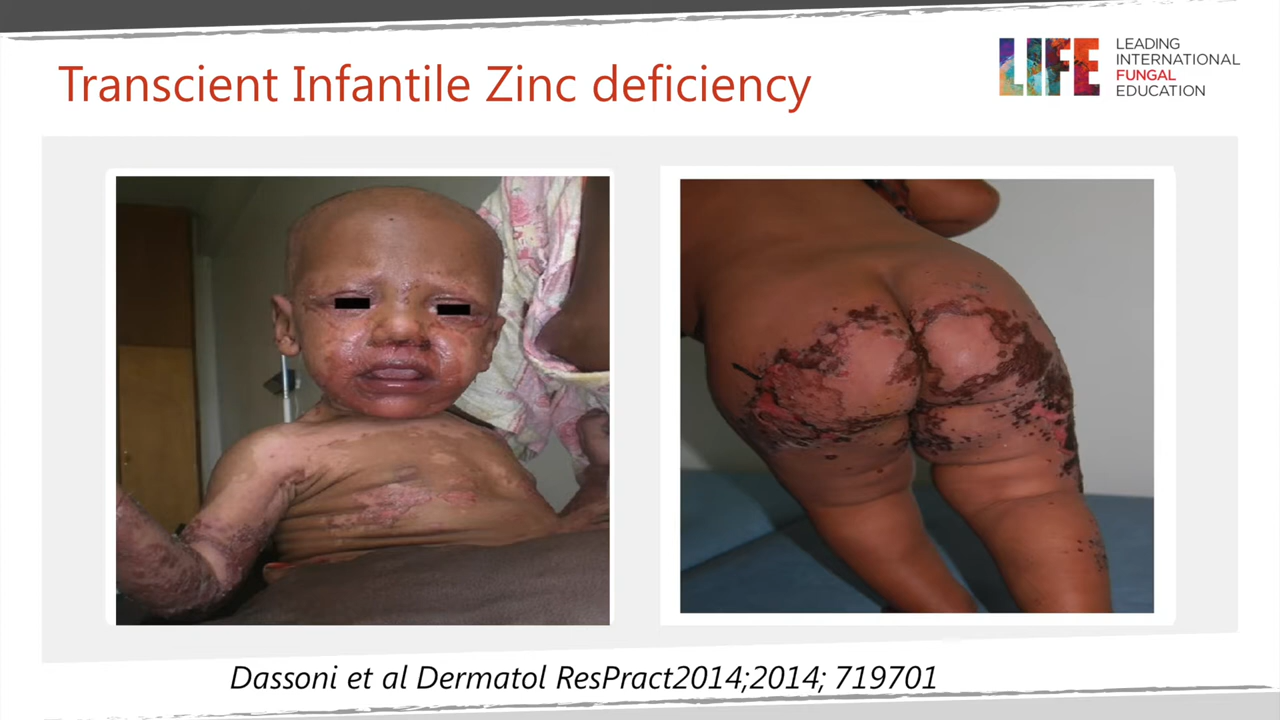 Transcient Infantile Zinc deficiency
LIFE
LEADING
INTERNATIONAL
FUNGAL
EDUCATION
Dassoni et al Dermatol ResPract2014;2014; 719701